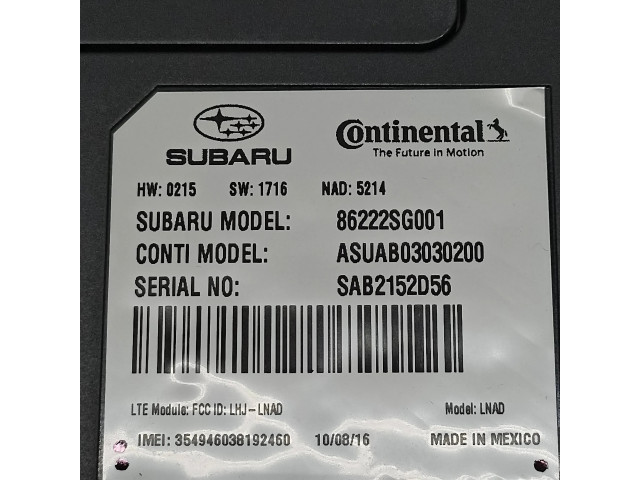 SUBARU
Continental
The Future in Motion
HW: 0215 SW: 1716 NAD: 5214
SUBARU MODEL: 86222SG001
CONTI MODEL: ASUAB03030200
SERIAL NO: SAB2152D56
LTE Module: FCC ID: LHJ-LNAD Model: LNAD
IMEI: 354946038192460 10/08/16 MADE IN MEXICO